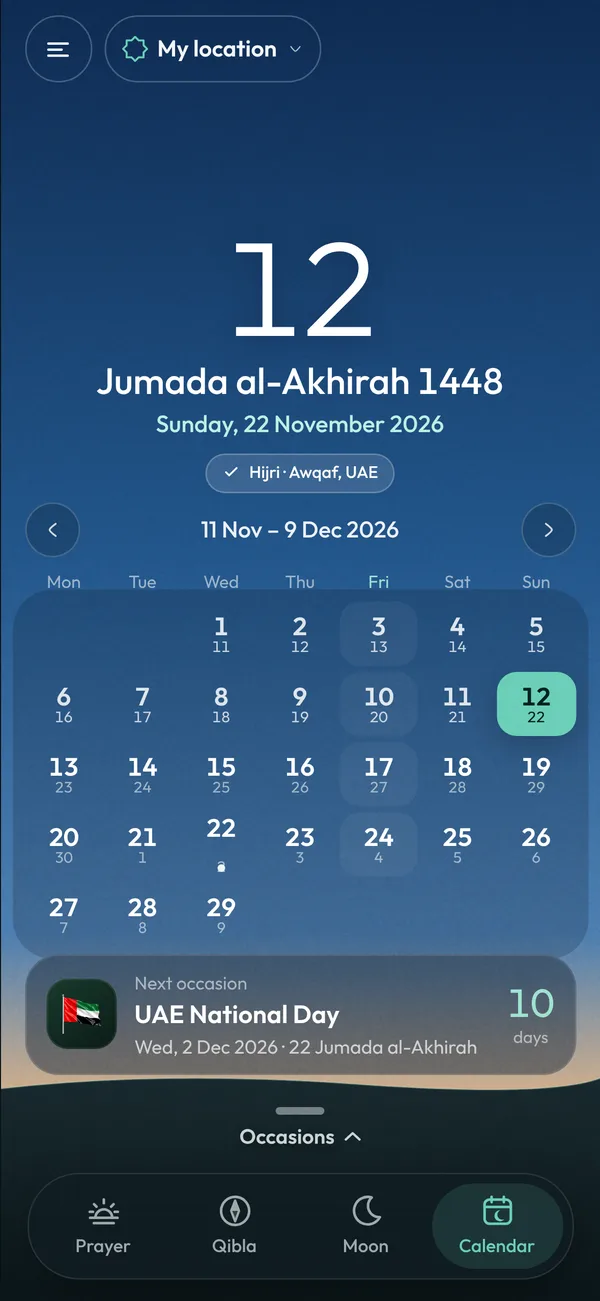 My location
12
Jumada al-Akhirah 1448
Sunday, 22 November 2026
Hijri · Awqaf, UAE
11 Nov – 9 Dec 2026
Mon Tue Wed Thu Fri Sat Sun
1 2 3 4 5
11 12 13 14 15
6 7 8 9 10 11 12
16 17 18 19 20 21 22
13 14 15 16 17 18 19
23 24 25 26 27 28 29
20 21 22 23 24 25 26
30 1 3 4 5 6
27 28 29
7 8 9
Next occasion
UAE National Day
Wed, 2 Dec 2026 · 22 Jumada al-Akhirah
10
days
Occasions
Prayer Qibla Moon Calendar